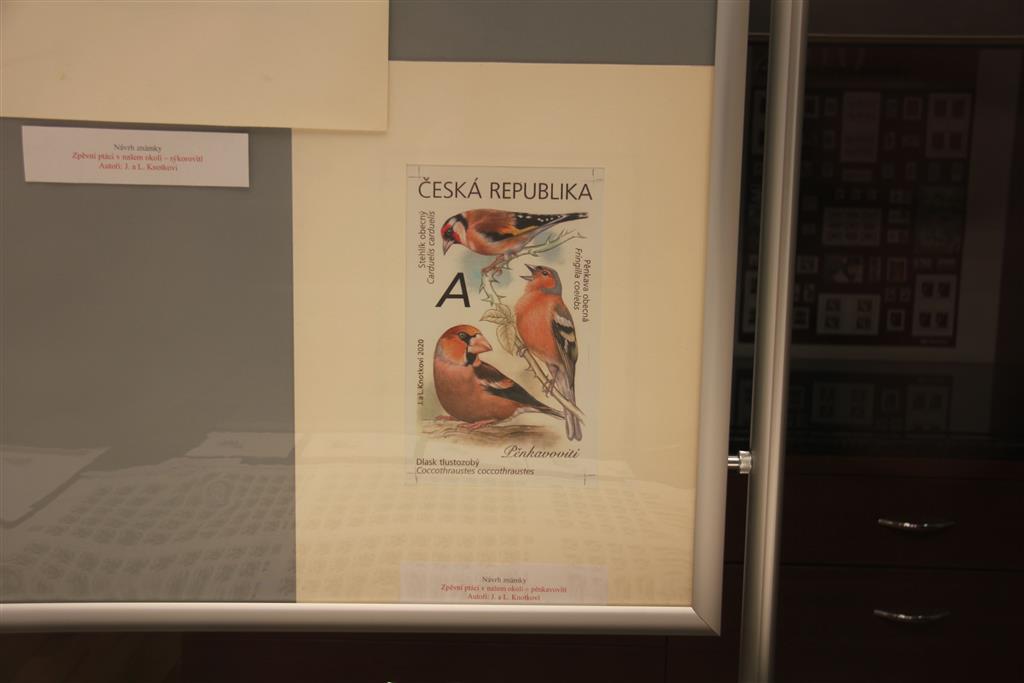 Návrh známky
Zpěvní ptáci v našem okolí – sýkorovití
Autoři: J. a L. Knotkovi
ČESKÁ REPUBLIKA
Stehlík obecný
Carduelis carduelis
Pěnkava obecná
Fringilla coelebs
A
J. a L. Knotkovi 2020
Pěnkavovití
Dlask tlustozobý
Coccothraustes coccothraustes
Návrh známky
Zpěvní ptáci v našem okolí – pěnkavovití
Autoři: J. a L. Knotkovi